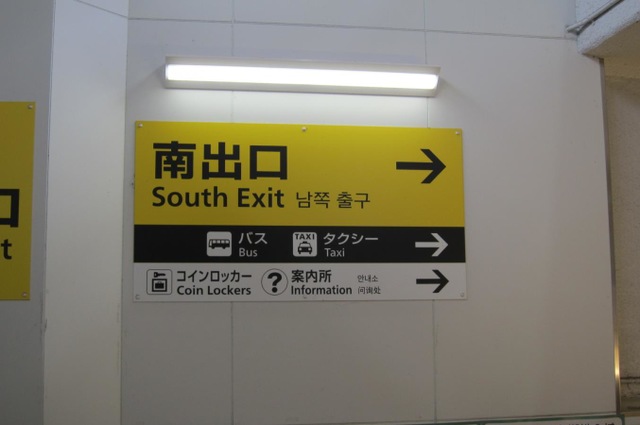 南出口
South Exit 남쪽 출구
バス TAXI タクシー
Bus Taxi
コインロッカー ? 案内所 안내소
Coin Lockers Information 问询处
口
t